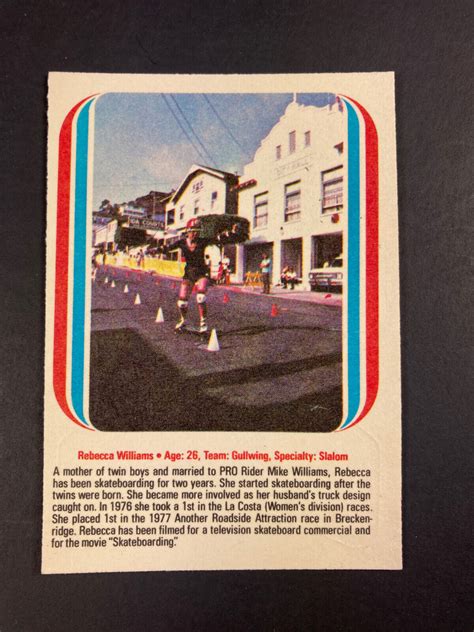 CITY HALL
Rebecca Williams • Age: 26, Team: Gullwing, Specialty: Slalom
A mother of twin boys and married to PRO Rider Mike Williams, Rebecca
has been skateboarding for two years. She started skateboarding after the
twins were born. She became more involved as her husband's truck design
caught on. In 1976 she took a 1st in the La Costa (Women's division) races.
She placed 1st in the 1977 Another Roadside Attraction race in Brecken-
ridge. Rebecca has been filmed for a television skateboard commercial and
for the movie "Skateboarding."